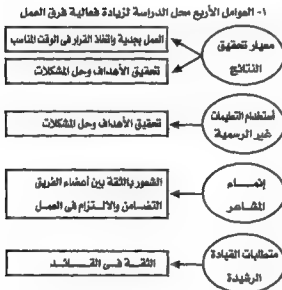 ١- العوامل الأربع محل الدراسة لزيادة فعالية فرق العمل
معيار تحقيق
النتائج
العمل بجدية واتخاذ القرار فى الوقت المناسب
تحقيق الأهداف وحل المشكلات
أستخدام التعليمات
غير الرسمية
تحقيق الأهداف وحل المشكلات
إنماء
المشاعر
الشعور بالثقة بين أعضاء الفريق
التضامن والالتزام فى العمل
متطلبات القيادة
الرشيدة
الثقة فى القائد